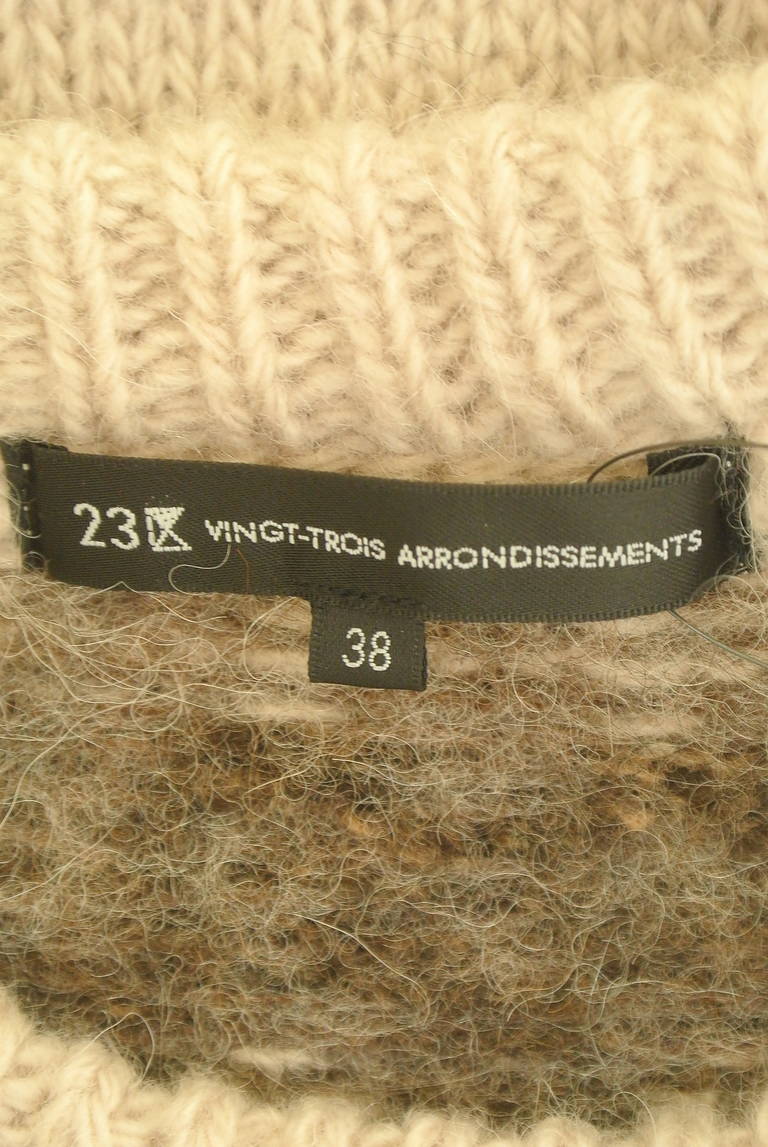 23区 VINGT-TROIS ARRONDISSEMENTS
38